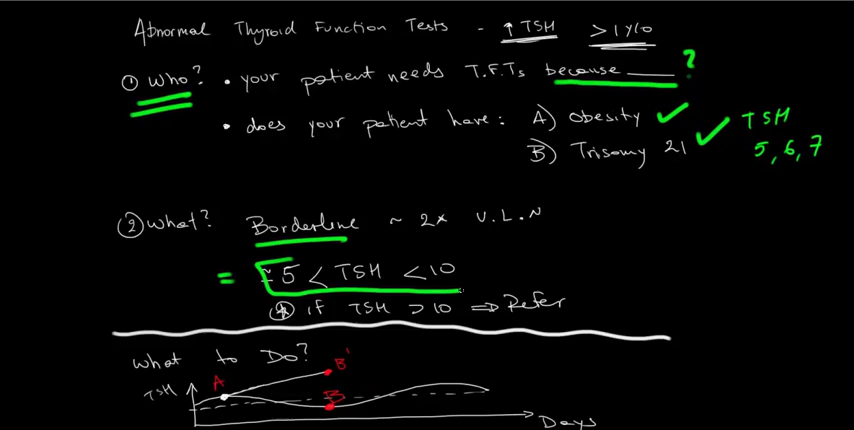 Abnormal Thyroid Function Tests - ↑ TSH > 1 y/o
① Who? • your patient needs T.F.Ts because ____ ?
• does your patient have: A) Obesity ✓ TSH
B) Trisomy 21 ✓ 5, 6, 7
② What? Borderline ~ 2x U.L.N
= ~ 5 < TSH < 10
* if TSH > 10 ⇒ Refer
What to Do?
TSH A B' B
Days